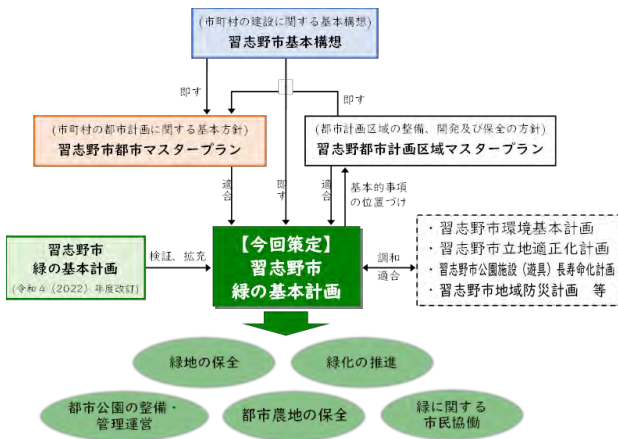 (市町村の建設に関する基本構想)
習志野市基本構想
即す
即す
(市町村の都市計画に関する基本方針)
習志野市都市マスタープラン
(都市計画区域の整備、開発及び保全の方針)
習志野都市計画区域マスタープラン
適合
即す
適合
基本的事項
の位置づけ
習志野市
緑の基本計画
(令和4(2022)年度改訂)
検証、拡充
【今回策定】
習志野市
緑の基本計画
調和
適合
・習志野市環境基本計画
・習志野市立地適正化計画
・習志野市公園施設(遊具)長寿命化計画
・習志野市地域防災計画 等
緑地の保全
緑化の推進
都市公園の整備・
管理運営
都市農地の保全
緑に関する
市民協働